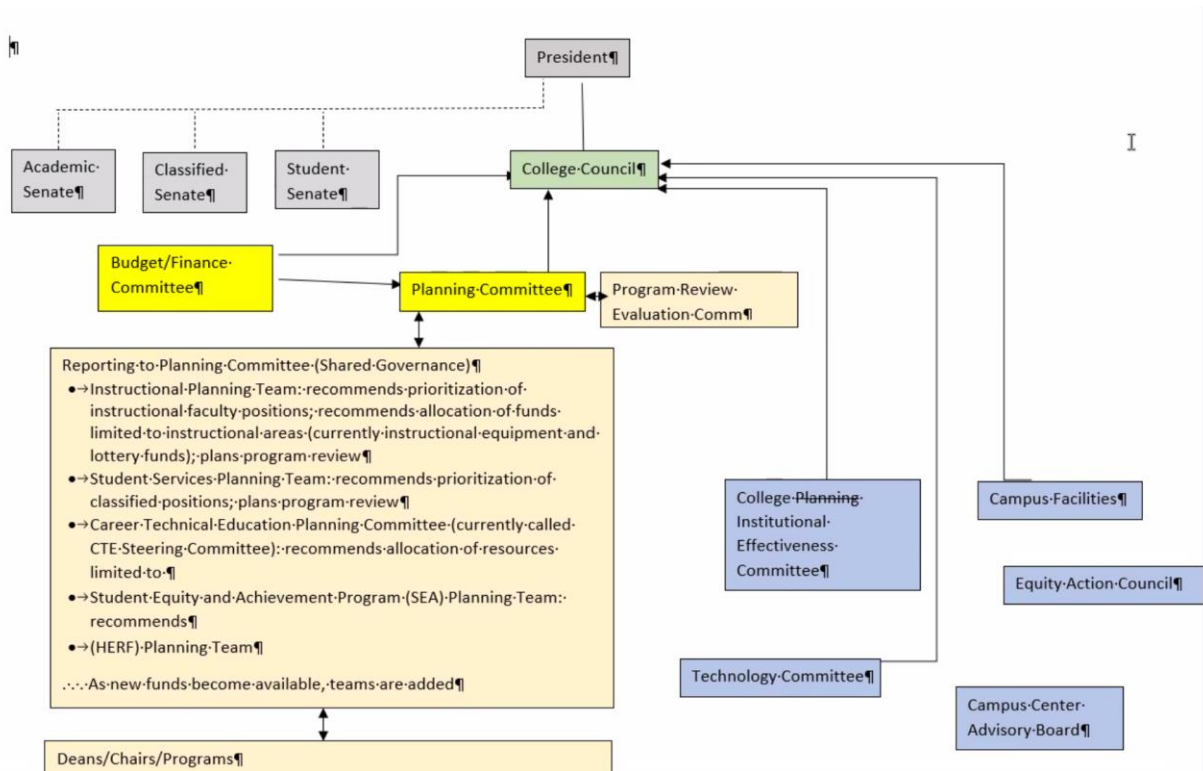 ¶
President¶
Academic·
Senate¶
Classified·
Senate¶
Student·
Senate¶
College·Council¶
Budget/Finance·
Committee¶
Planning·Committee¶
Program·Review·
Evaluation·Comm¶
Reporting·to·Planning·Committee·(Shared·Governance)¶
•→Instructional·Planning·Team:·recommends·prioritization·of·
instructional·faculty·positions;·recommends·allocation·of·funds·
limited·to·instructional·areas·(currently·instructional·equipment·and·
lottery·funds);·plans·program·review¶
•→Student·Services·Planning·Team:·recommends·prioritization·of·
classified·positions;·plans·program·review¶
•→Career·Technical·Education·Planning·Committee·(currently·called·
CTE·Steering·Committee):·recommends·allocation·of·resources·
limited·to·¶
•→Student·Equity·and·Achievement·Program·(SEA)·Planning·Team:·
recommends¶
•→(HERF)·Planning·Team¶
.·.·.·As·new·funds·become·available,·teams·are·added¶
Deans/Chairs/Programs¶
College·Planning·
Institutional·
Effectiveness·
Committee¶
Campus·Facilities¶
Equity·Action·Council¶
Technology·Committee¶
Campus·Center·
Advisory·Board¶